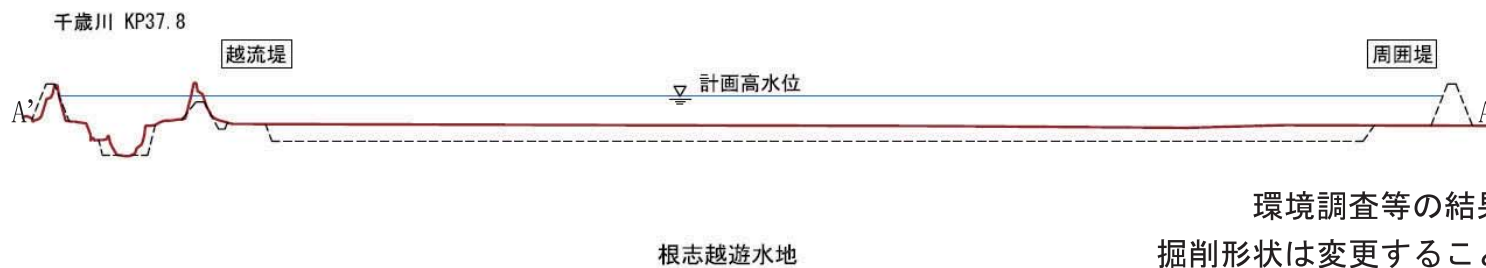 千歳川 KP37.8
越流堤
周囲堤
計画高水位
A'
A
環境調査等の結果
掘削形状は変更するこ
根志越遊水地